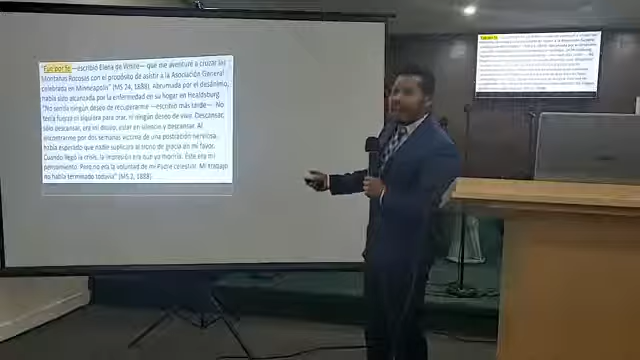 "Fue por fe —escribió Elena de White— que me aventuré a cruzar las
Montañas Rocosas con el propósito de asistir a la Asociación General
celebrada en Minneapolis" (MS 24, 1888). Abrumada por el desánimo,
había sido alcanzada por la enfermedad en su hogar en Healdsburg.
"No sentía ningún deseo de recuperarme —escribió más tarde—. No
tenía fuerza ni siquiera para orar, ni ningún deseo de vivir. Descansar,
sólo descansar, era mi deseo, estar en silencio y descansar. Al
encontrarme por dos semanas víctima de una postración nerviosa,
había esperado que nadie suplicara al trono de gracia en mi favor.
Cuando llegó la crisis, la impresión era que yo moriría. Este era mi
pensamiento. Pero no era la voluntad de mi Padre celestial. Mi trabajo
no había terminado todavía" (MS 2, 1888).